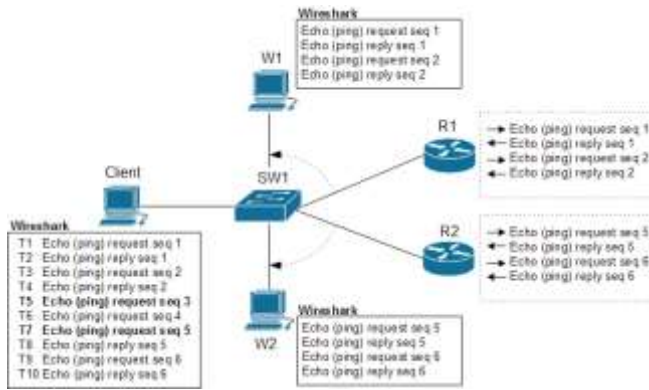 Wireshark
Echo (ping) request seq 1
Echo (ping) reply seq 1
Echo (ping) request seq 2
Echo (ping) reply seq 2
W1
R1
Echo (ping) request seq 1
Echo (ping) reply seq 1
Echo (ping) request seq 2
Echo (ping) reply seq 2
Client
SW1
Wireshark
T1 Echo (ping) request seq 1
T2 Echo (ping) reply seq 1
T3 Echo (ping) request seq 2
T4 Echo (ping) reply seq 2
T5 Echo (ping) request seq 3
T6 Echo (ping) request seq 4
T7 Echo (ping) request seq 5
T8 Echo (ping) reply seq 5
T9 Echo (ping) request seq 6
T10 Echo (ping) reply seq 6
R2
Echo (ping) request seq 5
Echo (ping) reply seq 5
Echo (ping) request seq 6
Echo (ping) reply seq 6
W2
Wireshark
Echo (ping) request seq 5
Echo (ping) reply seq 5
Echo (ping) request seq 6
Echo (ping) reply seq 6